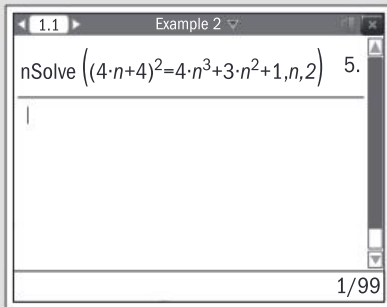 1.1 Example 2
nSolve ((4·n+4)²=4·n³+3·n²+1,n,2) 5.
1/99